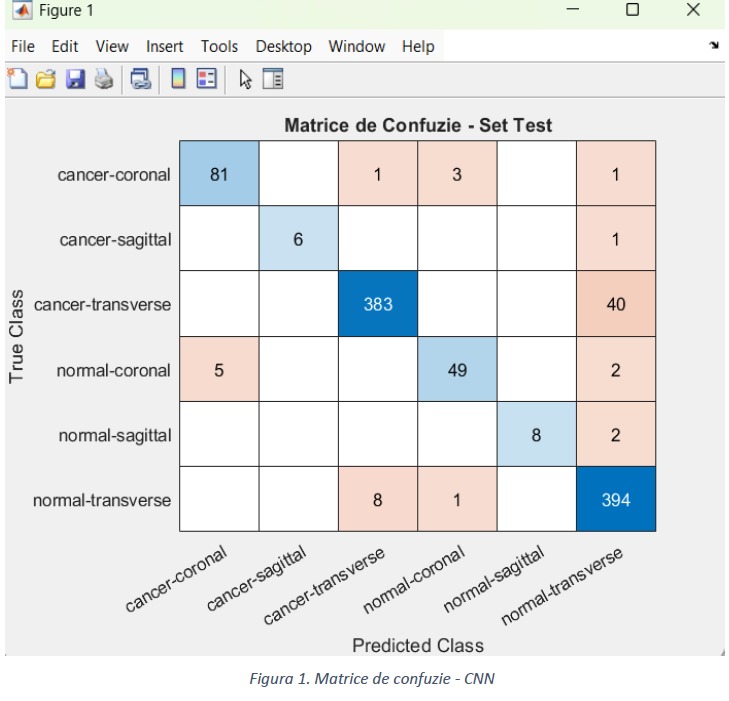 Figure 1
File Edit View Insert Tools Desktop Window Help
Matrice de Confuzie - Set Test
True Class
cancer-coronal 81 1 3 1
cancer-sagittal 6 1
cancer-transverse 383 40
normal-coronal 5 49 2
normal-sagittal 8 2
normal-transverse 8 1 394
cancer-coronal cancer-sagittal cancer-transverse normal-coronal normal-sagittal normal-transverse
Predicted Class
Figura 1. Matrice de confuzie - CNN